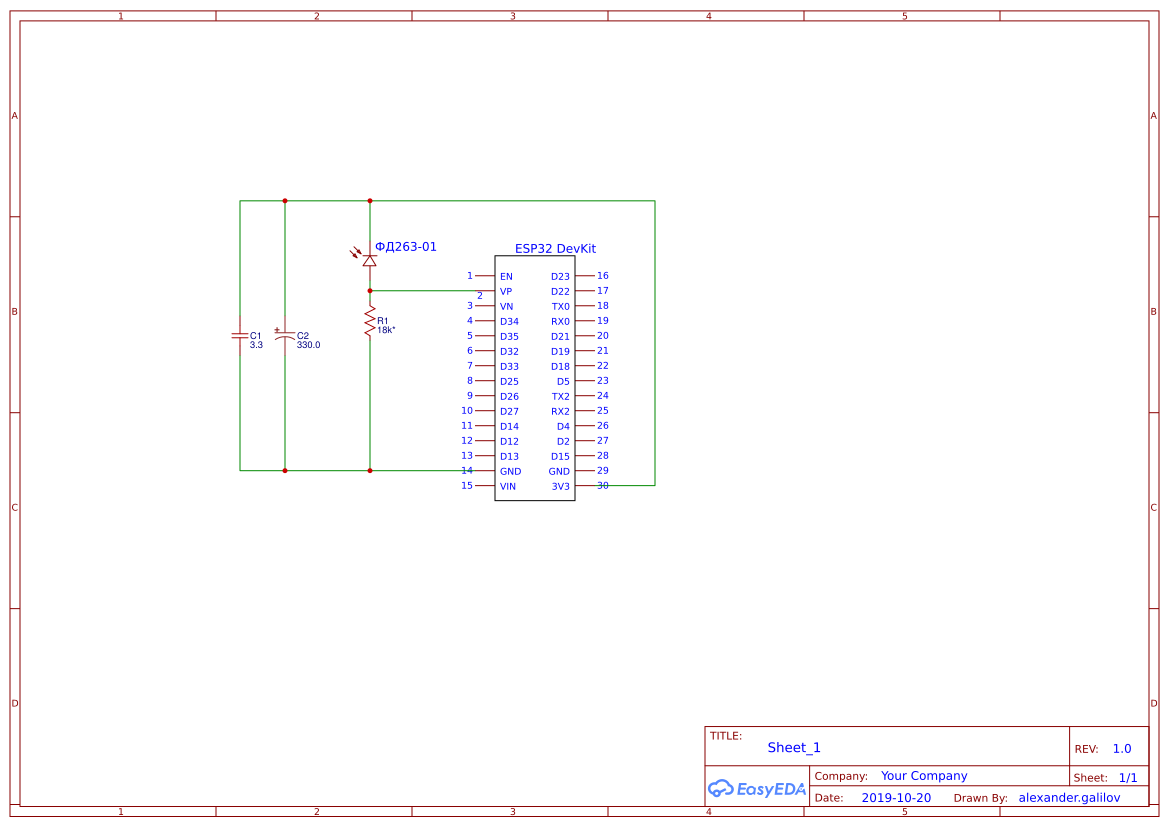 1 2 3 4 5
A A
ФД263-01
ESP32 DevKit
1 EN D23 16
2 VP D22 17
3 VN TX0 18
4 D34 RX0 19
5 D35 D21 20
6 D32 D19 21
7 D33 D18 22
8 D25 D5 23
9 D26 TX2 24
10 D27 RX2 25
11 D14 D4 26
12 D12 D2 27
13 D13 D15 28
14 GND GND 29
15 VIN 3V3 30
B B
R1
18k*
C1
3.3
+ C2
330.0
C C
D D
TITLE:
Sheet_1
REV: 1.0
EasyEDA
Company: Your Company
Sheet: 1/1
Date: 2019-10-20 Drawn By: alexander.galilov
1 2 3 4 5